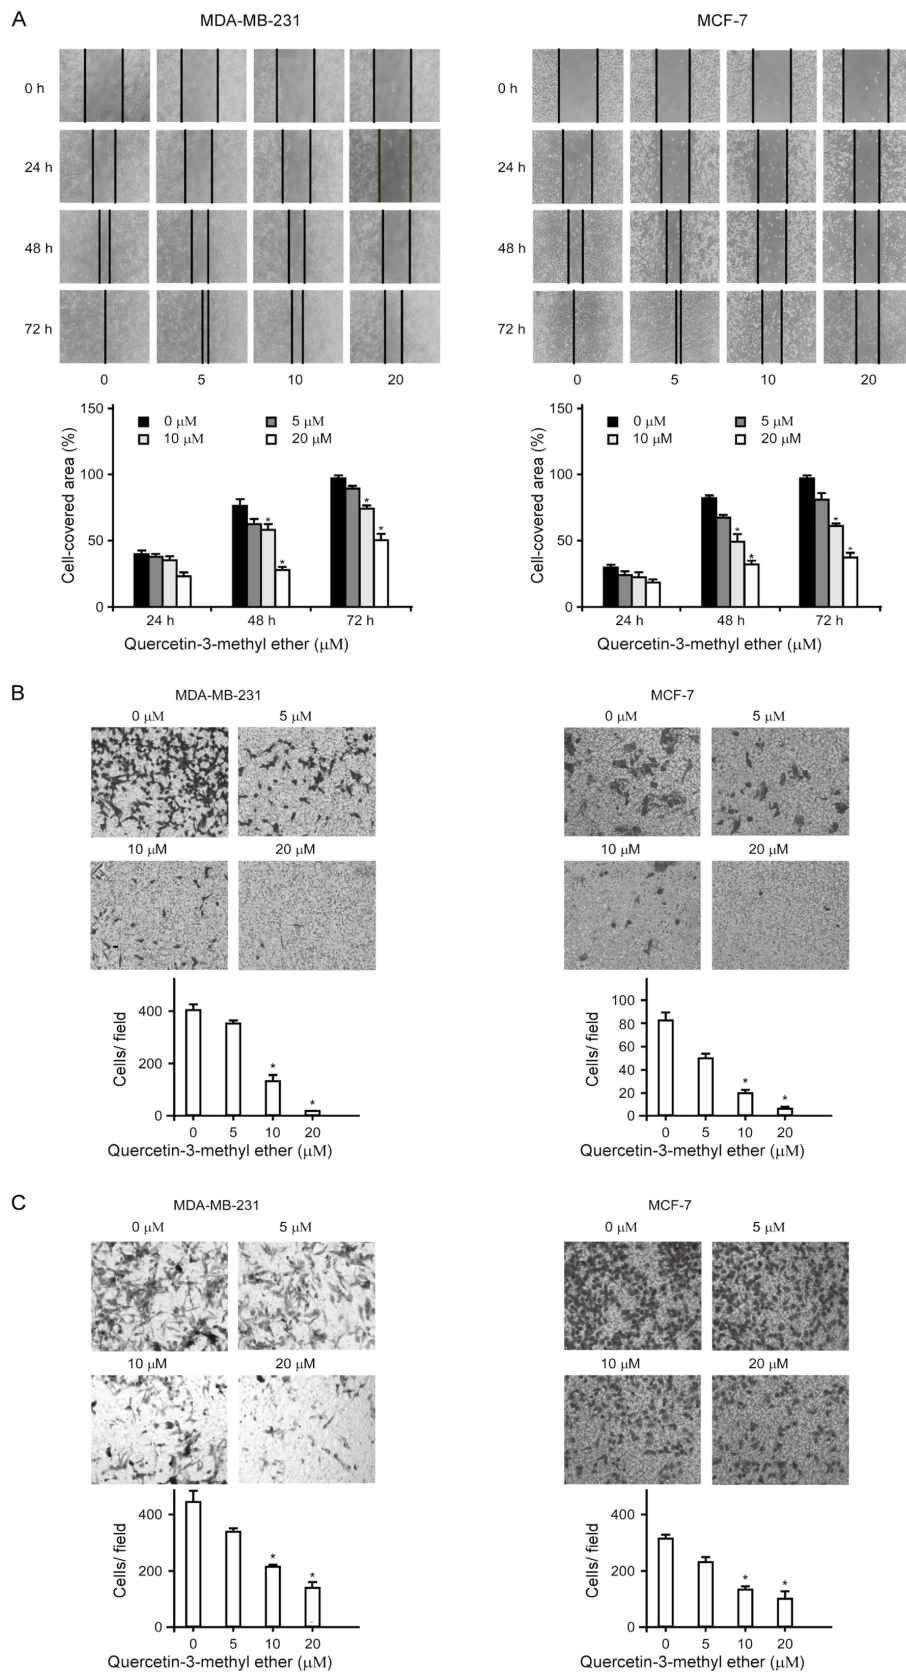 A
MDA-MB-231
MCF-7
0 h
24 h
48 h
72 h
0 5 10 20
0 h
24 h
48 h
72 h
0 5 10 20
Cell-covered area (%)
150
100
50
0
0 μM 5 μM
10 μM 20 μM
* * * *
24 h 48 h 72 h
Quercetin-3-methyl ether (μM)
Cell-covered area (%)
150
100
50
0
0 μM 5 μM
10 μM 20 μM
* * * *
24 h 48 h 72 h
Quercetin-3-methyl ether (μM)
B
MDA-MB-231
0 μM 5 μM
10 μM 20 μM
Cells/ field
400
200
0
* *
0 5 10 20
Quercetin-3-methyl ether (μM)
MCF-7
0 μM 5 μM
10 μM 20 μM
Cells/ field
100
80
60
40
20
0
* *
0 5 10 20
Quercetin-3-methyl ether (μM)
C
MDA-MB-231
0 μM 5 μM
10 μM 20 μM
Cells/ field
400
200
0
* *
0 5 10 20
Quercetin-3-methyl ether (μM)
MCF-7
0 μM 5 μM
10 μM 20 μM
Cells/ field
400
200
0
* *
0 5 10 20
Quercetin-3-methyl ether (μM)